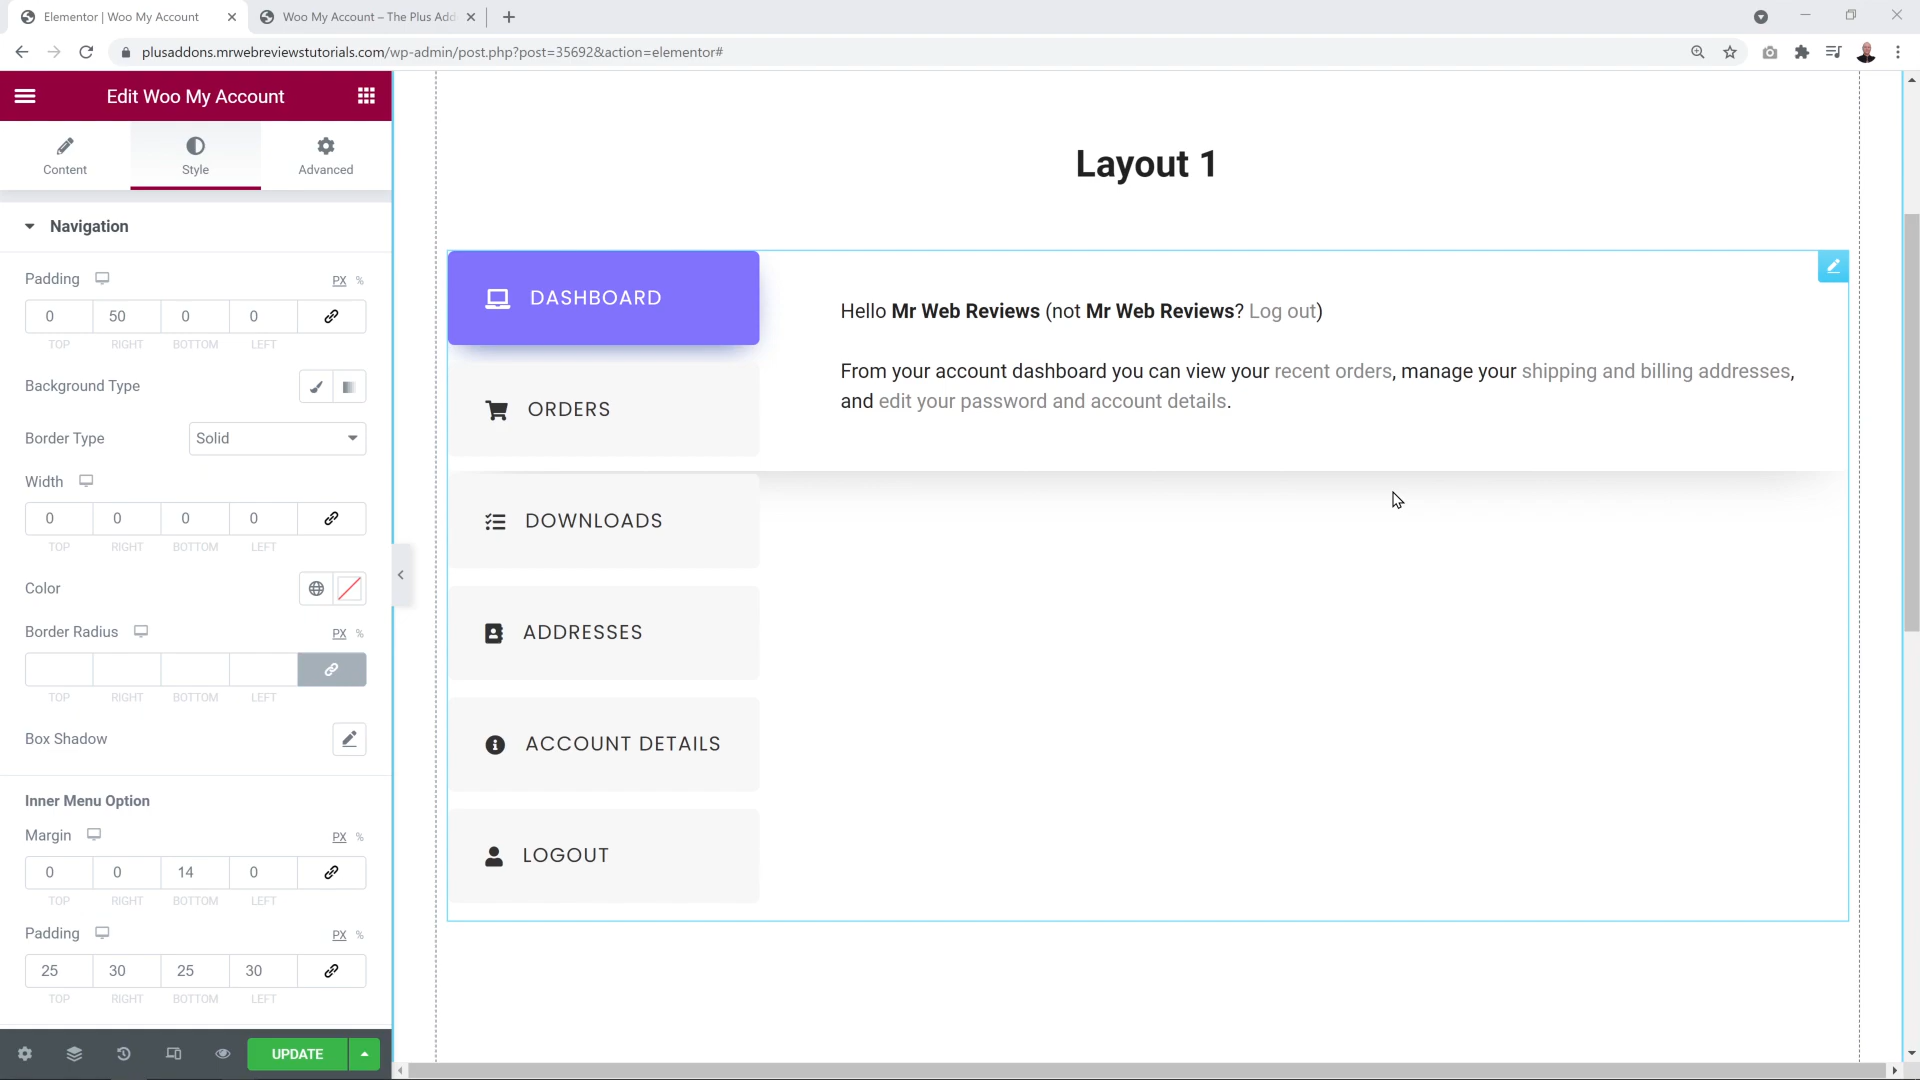 Elementor | Woo My Account
Woo My Account – The Plus Add
plusaddons.mrwebreviewstutorials.com/wp-admin/post.php?post=35692&action=elementor#
Edit Woo My Account
Content
Style
Advanced
Navigation
Padding
PX %
0 50 0 0
TOP RIGHT BOTTOM LEFT
Background Type
Border Type
Solid
Width
0 0 0 0
TOP RIGHT BOTTOM LEFT
Color
Border Radius
PX %
TOP RIGHT BOTTOM LEFT
Box Shadow
Inner Menu Option
Margin
PX %
0 0 14 0
TOP RIGHT BOTTOM LEFT
Padding
PX %
25 30 25 30
TOP RIGHT BOTTOM LEFT
UPDATE
Layout 1
DASHBOARD
ORDERS
DOWNLOADS
ADDRESSES
ACCOUNT DETAILS
LOGOUT
Hello Mr Web Reviews (not Mr Web Reviews? Log out)
From your account dashboard you can view your recent orders, manage your shipping and billing addresses,
and edit your password and account details.